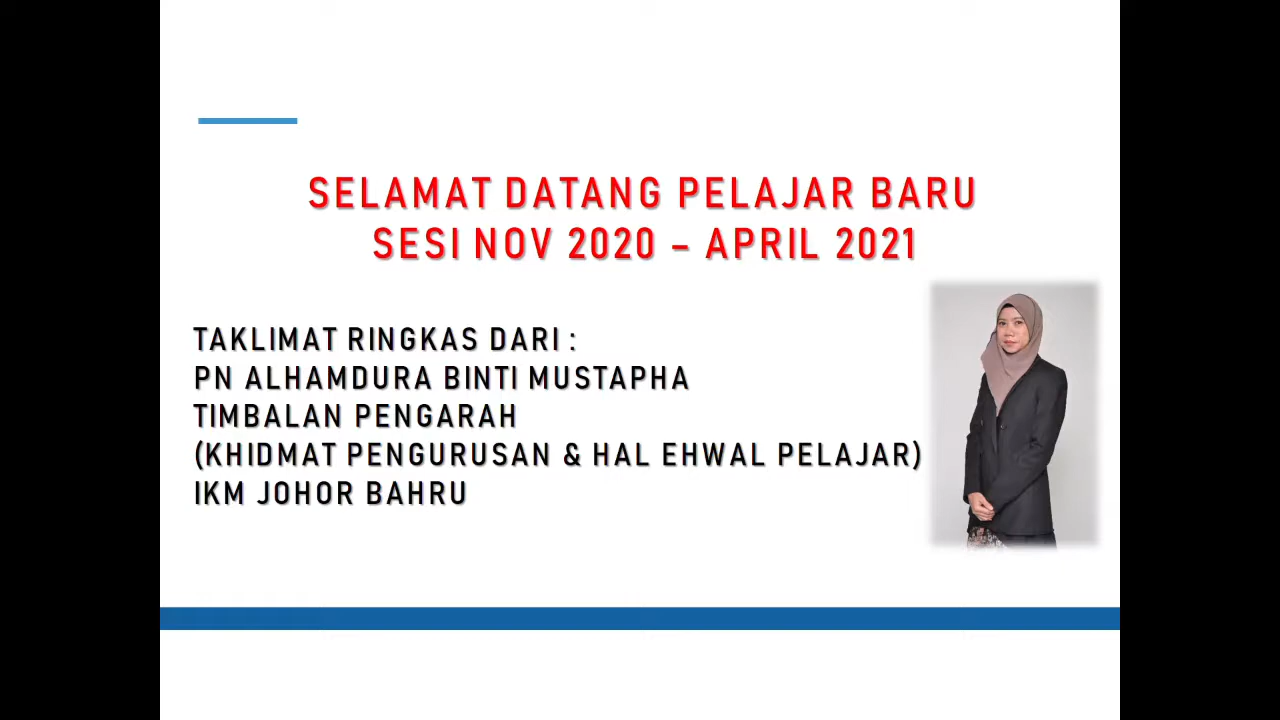 SELAMAT DATANG PELAJAR BARU
SESI NOV 2020 – APRIL 2021
TAKLIMAT RINGKAS DARI :
PN ALHAMDURA BINTI MUSTAPHA
TIMBALAN PENGARAH
(KHIDMAT PENGURUSAN & HAL EHWAL PELAJAR)
IKM JOHOR BAHRU